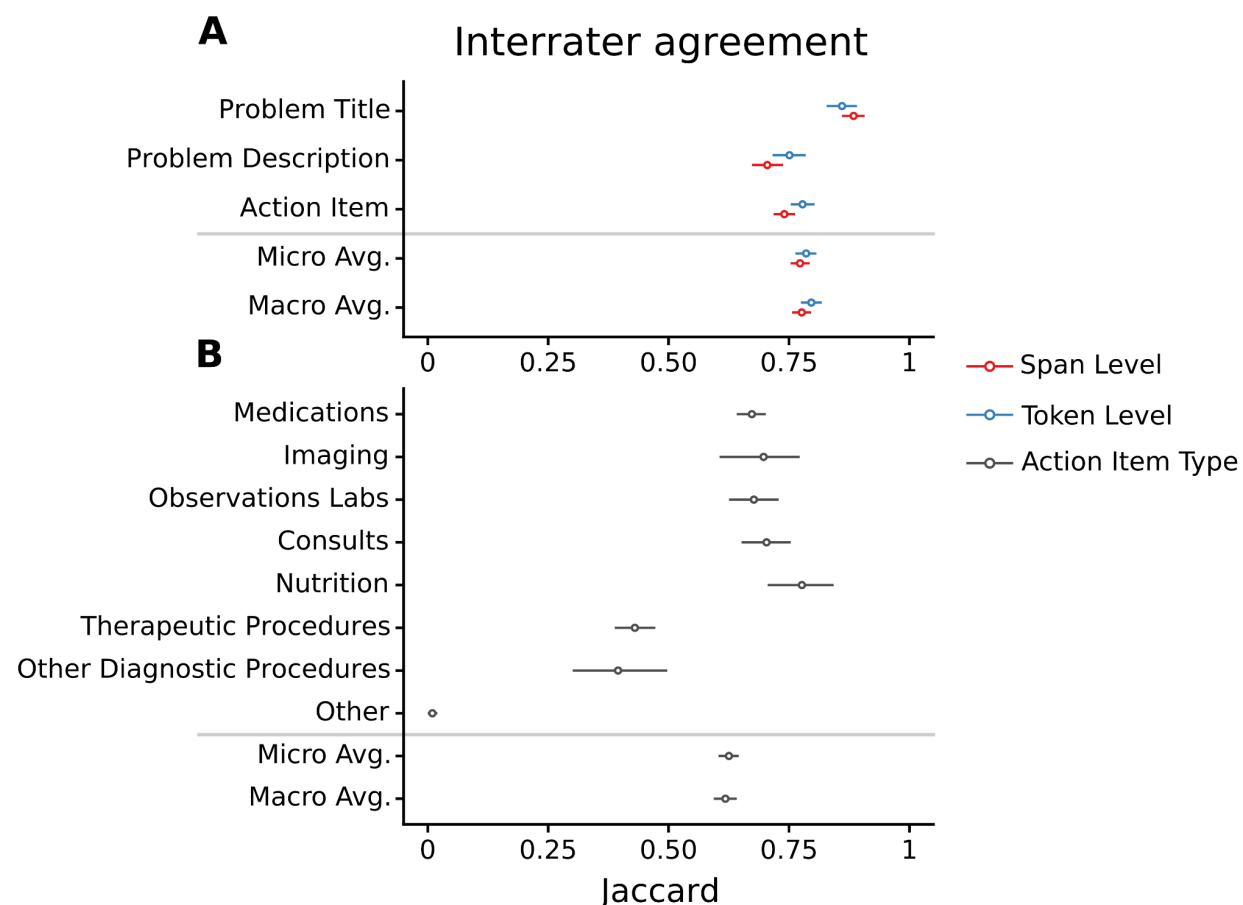 A
Interrater agreement
Problem Title
Problem Description
Action Item
Micro Avg.
Macro Avg.
0 0.25 0.50 0.75 1
B
Span Level
Token Level
Action Item Type
Medications
Imaging
Observations Labs
Consults
Nutrition
Therapeutic Procedures
Other Diagnostic Procedures
Other
Micro Avg.
Macro Avg.
0 0.25 0.50 0.75 1
Jaccard